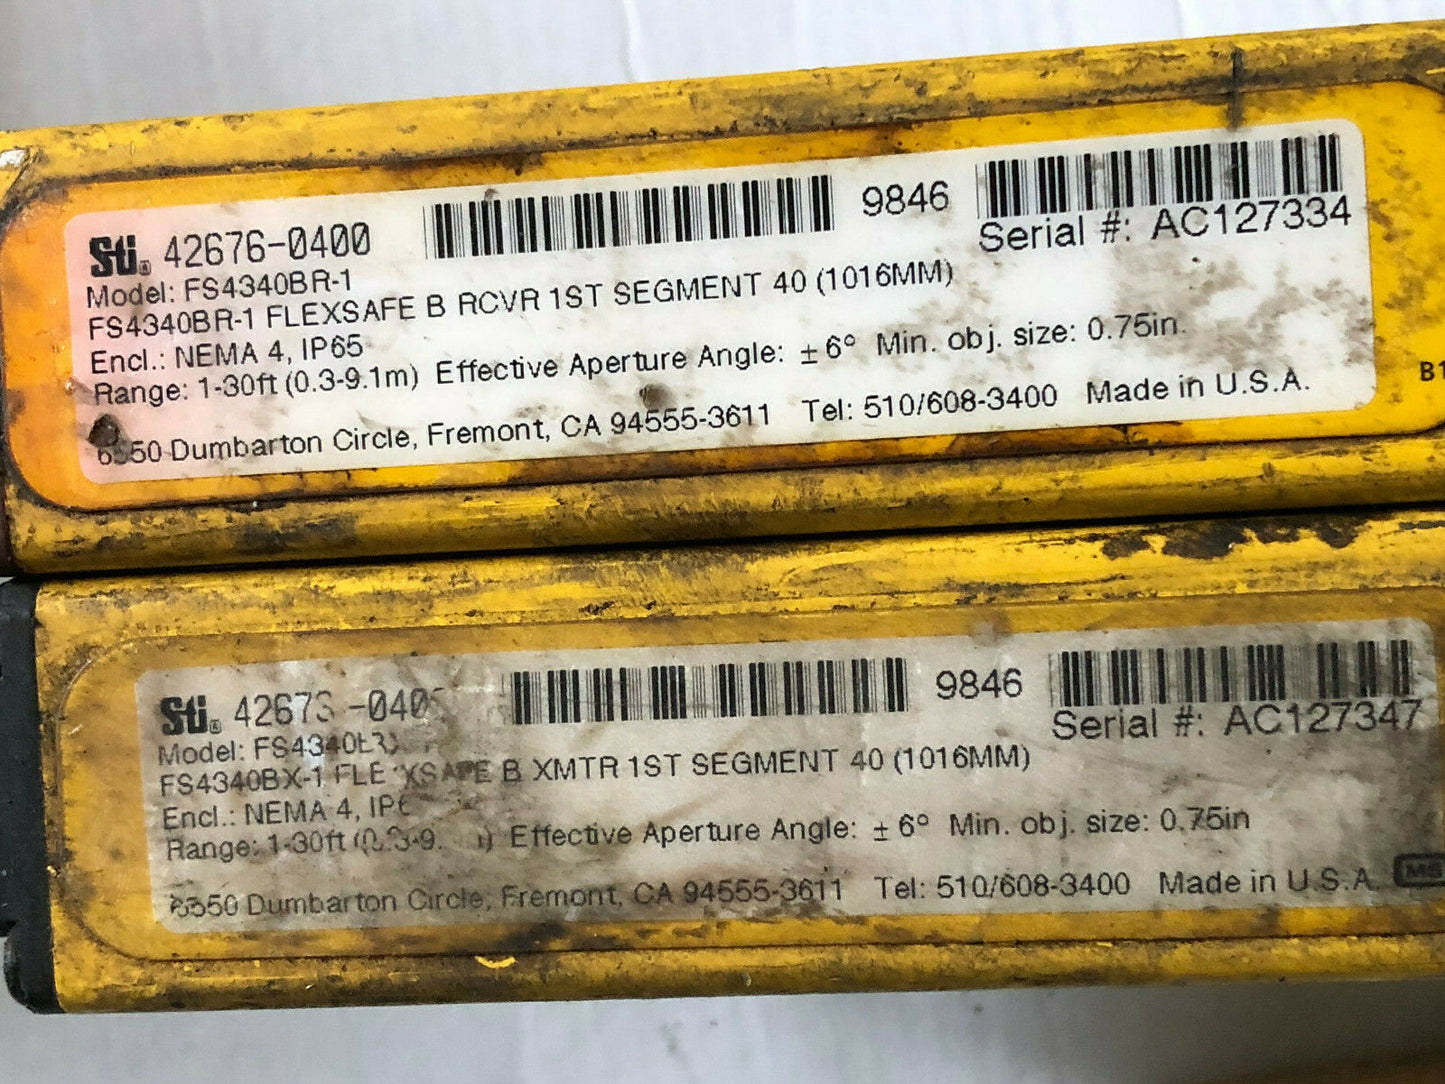 Sti® 42676-0400
9846
Serial #: AC127334
Model: FS4340BR-1
FS4340BR-1 FLEXSAFE B RCVR 1ST SEGMENT 40 (1016MM)
Encl.: NEMA 4, IP65
Range: 1-30ft (0.3-9.1m) Effective Aperture Angle: ± 6° Min. obj. size: 0.75in
Dumbarton Circle, Fremont, CA 94555-3611 Tel: 510/608-3400 Made in U.S.A.
B1
Sti®
9846
Serial #: AC127347
Model:
FS4340BX-1 FLEXSAFE B XMTR 1ST SEGMENT 40 (1016MM)
Encl.: NEMA 4,
Range: 1-30ft Effective Aperture Angle: ± 6° Min. obj. size: 0.75in
Dumbarton Circle, Fremont, CA 94555-3611 Tel: 510/608-3400 Made in U.S.A.